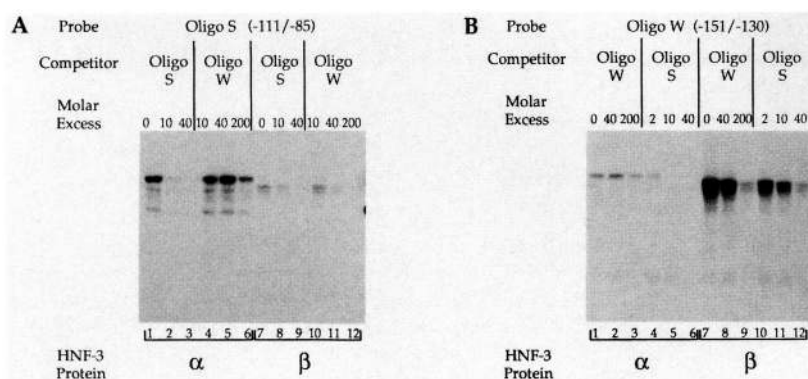 A Probe Oligo S (-111/-85)
Competitor Oligo S Oligo W Oligo S Oligo W
Molar Excess 0 10 40 10 40 200 0 10 40 10 40 200
1 2 3 4 5 6 7 8 9 10 11 12
HNF-3 Protein α β
B Probe Oligo W (-151/-130)
Competitor Oligo W Oligo S Oligo W Oligo S
Molar Excess 0 40 200 2 10 40 0 40 200 2 10 40
1 2 3 4 5 6 7 8 9 10 11 12
HNF-3 Protein α β